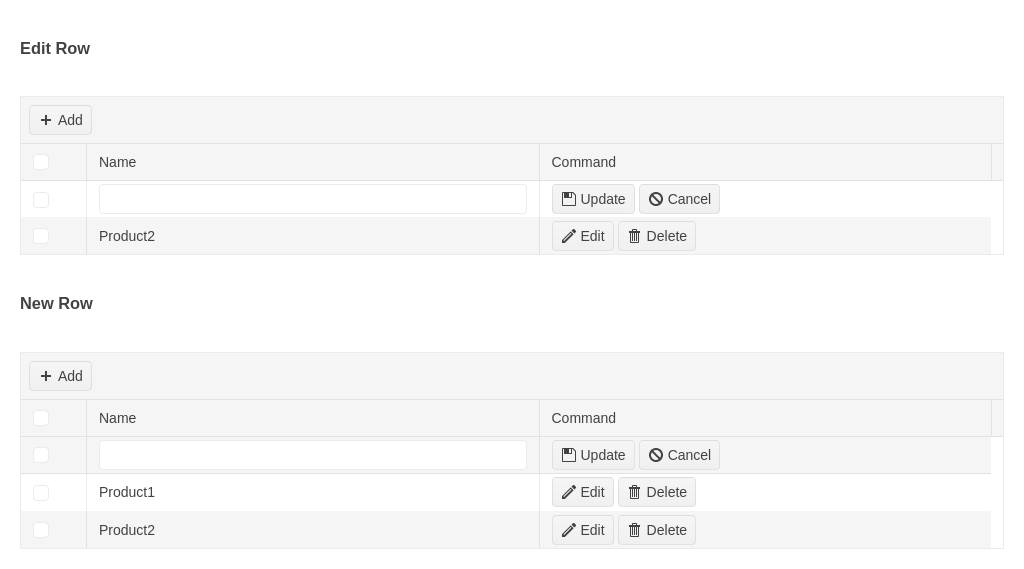 Edit Row
Add
Name Command
Update Cancel
Product2 Edit Delete
New Row
Add
Name Command
Update Cancel
Product1 Edit Delete
Product2 Edit Delete